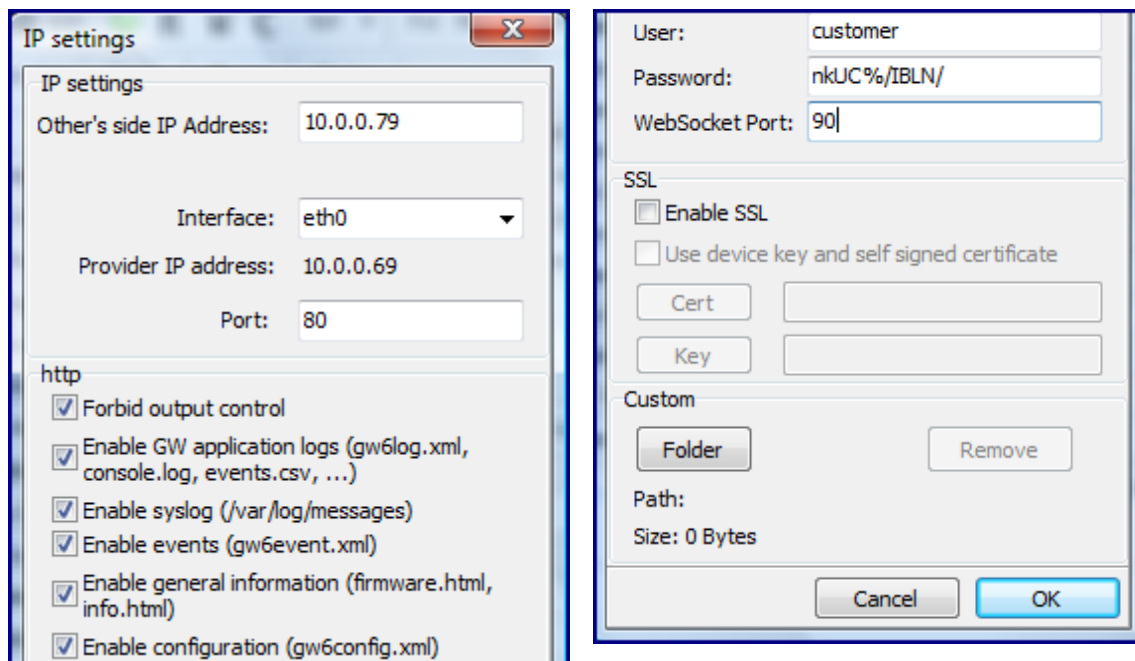 IP settings
IP settings
Other's side IP Address: 10.0.0.79
Interface: eth0
Provider IP address: 10.0.0.69
Port: 80
http
Forbid output control
Enable GW application logs (gw6log.xml,
console.log, events.csv, ...)
Enable syslog (/var/log/messages)
Enable events (gw6event.xml)
Enable general information (firmware.html,
info.html)
Enable configuration (gw6config.xml)
User: customer
Password: nkUC%/IBLN/
WebSocket Port: 90
SSL
Enable SSL
Use device key and self signed certificate
Cert
Key
Custom
Folder Remove
Path:
Size: 0 Bytes
Cancel OK